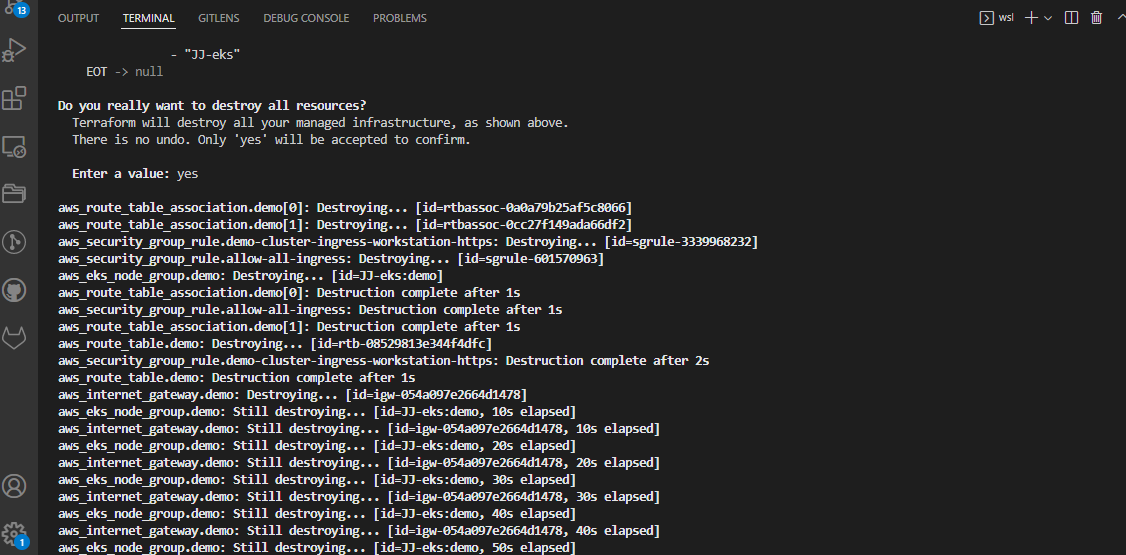 13
OUTPUT TERMINAL GITLENS DEBUG CONSOLE PROBLEMS wsl
- "JJ-eks"
EOT -> null
Do you really want to destroy all resources?
Terraform will destroy all your managed infrastructure, as shown above.
There is no undo. Only 'yes' will be accepted to confirm.
Enter a value: yes
aws_route_table_association.demo[0]: Destroying... [id=rtbassoc-0a0a79b25af5c8066]
aws_route_table_association.demo[1]: Destroying... [id=rtbassoc-0cc27f149ada66df2]
aws_security_group_rule.demo-cluster-ingress-workstation-https: Destroying... [id=sgrule-3339968232]
aws_security_group_rule.allow-all-ingress: Destroying... [id=sgrule-601570963]
aws_eks_node_group.demo: Destroying... [id=JJ-eks:demo]
aws_route_table_association.demo[0]: Destruction complete after 1s
aws_security_group_rule.allow-all-ingress: Destruction complete after 1s
aws_route_table_association.demo[1]: Destruction complete after 1s
aws_route_table.demo: Destroying... [id=rtb-08529813e344f4dfc]
aws_security_group_rule.demo-cluster-ingress-workstation-https: Destruction complete after 2s
aws_route_table.demo: Destruction complete after 1s
aws_internet_gateway.demo: Destroying... [id=igw-054a097e2664d1478]
aws_eks_node_group.demo: Still destroying... [id=JJ-eks:demo, 10s elapsed]
aws_internet_gateway.demo: Still destroying... [id=igw-054a097e2664d1478, 10s elapsed]
aws_eks_node_group.demo: Still destroying... [id=JJ-eks:demo, 20s elapsed]
aws_internet_gateway.demo: Still destroying... [id=igw-054a097e2664d1478, 20s elapsed]
aws_eks_node_group.demo: Still destroying... [id=JJ-eks:demo, 30s elapsed]
aws_internet_gateway.demo: Still destroying... [id=igw-054a097e2664d1478, 30s elapsed]
aws_eks_node_group.demo: Still destroying... [id=JJ-eks:demo, 40s elapsed]
aws_internet_gateway.demo: Still destroying... [id=igw-054a097e2664d1478, 40s elapsed]
aws_eks_node_group.demo: Still destroying... [id=JJ-eks:demo, 50s elapsed]
1